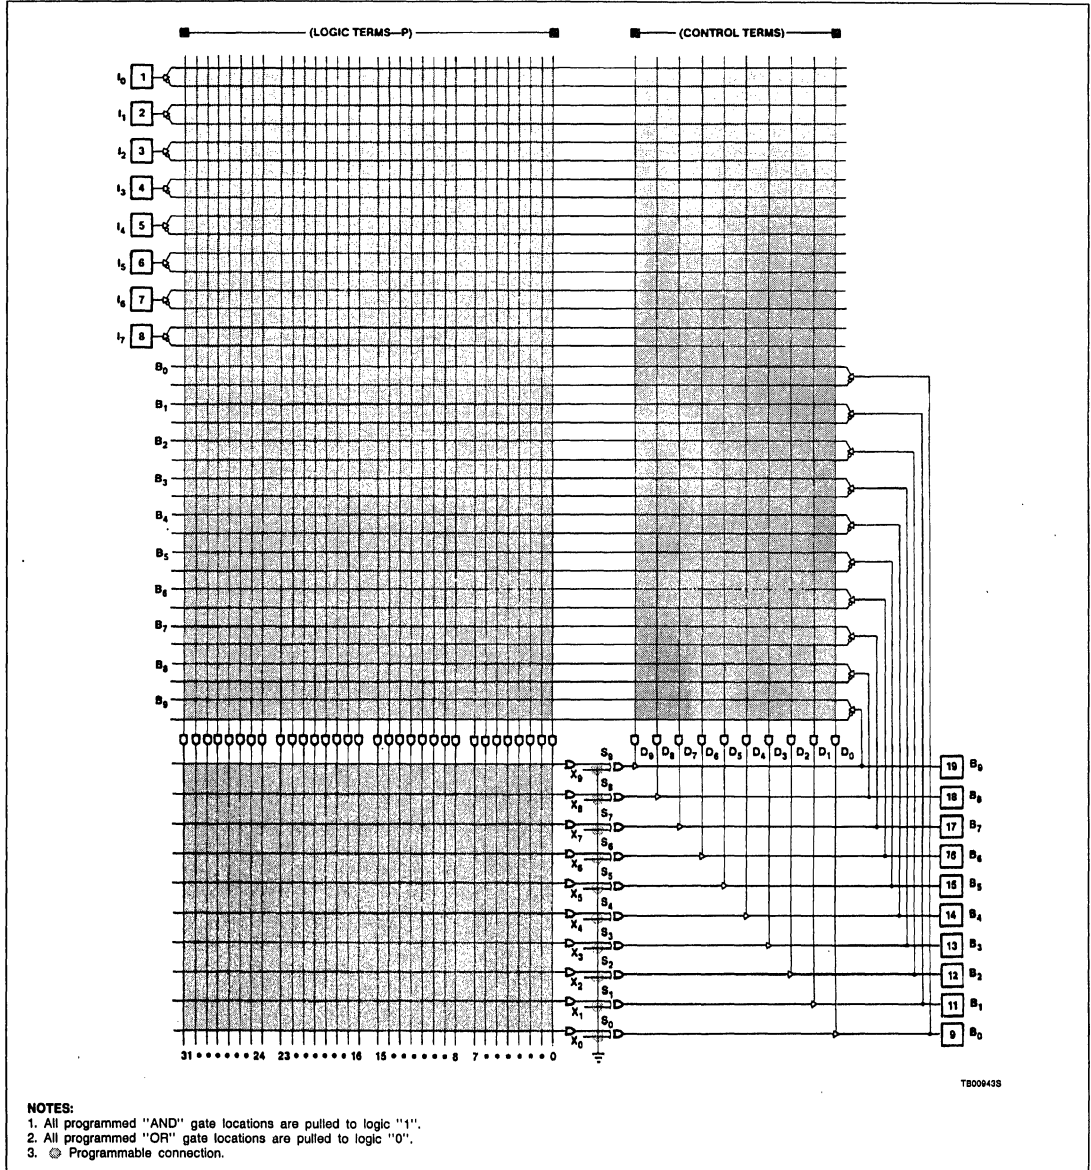 (LOGIC TERMS—P) (CONTROL TERMS)
I0 1
I1 2
I2 3
I3 4
I4 5
I5 6
I6 7
I7 8
B0
B1
B2
B3
B4
B5
B6
B7
B8
B9
S9 D9 D8 D7 D6 D5 D4 D3 D2 D1 D0
X9 19 B9
S8
X8 18 B8
S7
X7 17 B7
S6
X6 16 B6
S5
X5 15 B5
S4
X4 14 B4
S3
X3 13 B3
S2
X2 12 B2
S1
X1 11 B1
S0
X0 9 B0
31 24 23 16 15 8 7 0
TB00943S
NOTES:
1. All programmed "AND" gate locations are pulled to logic "1".
2. All programmed "OR" gate locations are pulled to logic "0".
3. Programmable connection.